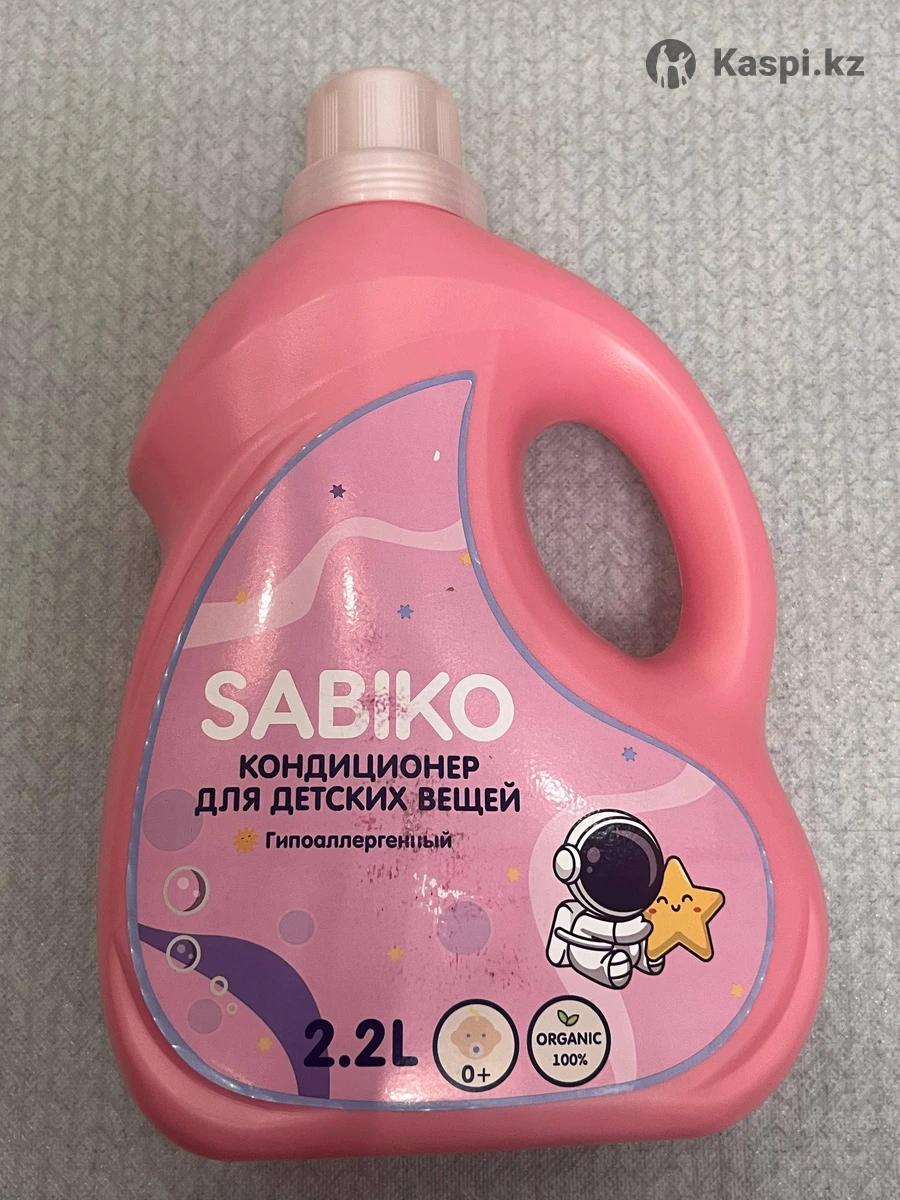 Kaspi.kz
SABIKO
КОНДИЦИОНЕР
ДЛЯ ДЕТСКИХ ВЕЩЕЙ
Гипоаллергенный
2.2L
0+
ORGANIC
100%